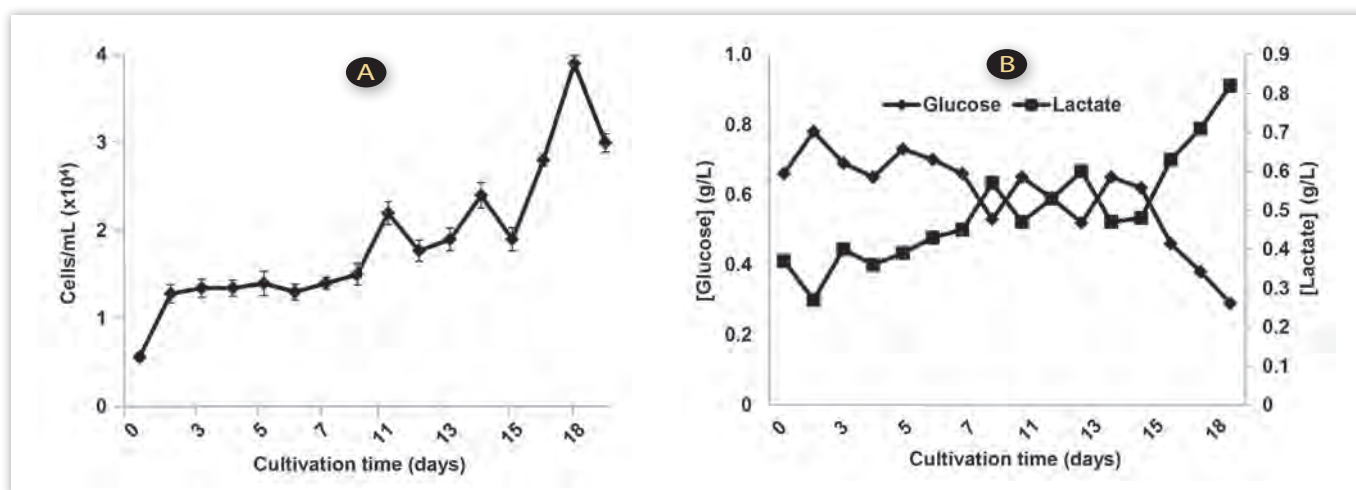 A
Cells/mL (x10⁴)
4
3
2
1
0
0 3 5 7 11 13 15 18
Cultivation time (days)
B
Glucose Lactate
[Glucose] (g/L)
1.0
0.8
0.6
0.4
0.2
0
[Lactate] (g/L)
0.9
0.8
0.7
0.6
0.5
0.4
0.3
0.2
0.1
0
0 3 5 7 11 13 15 18
Cultivation time (days)